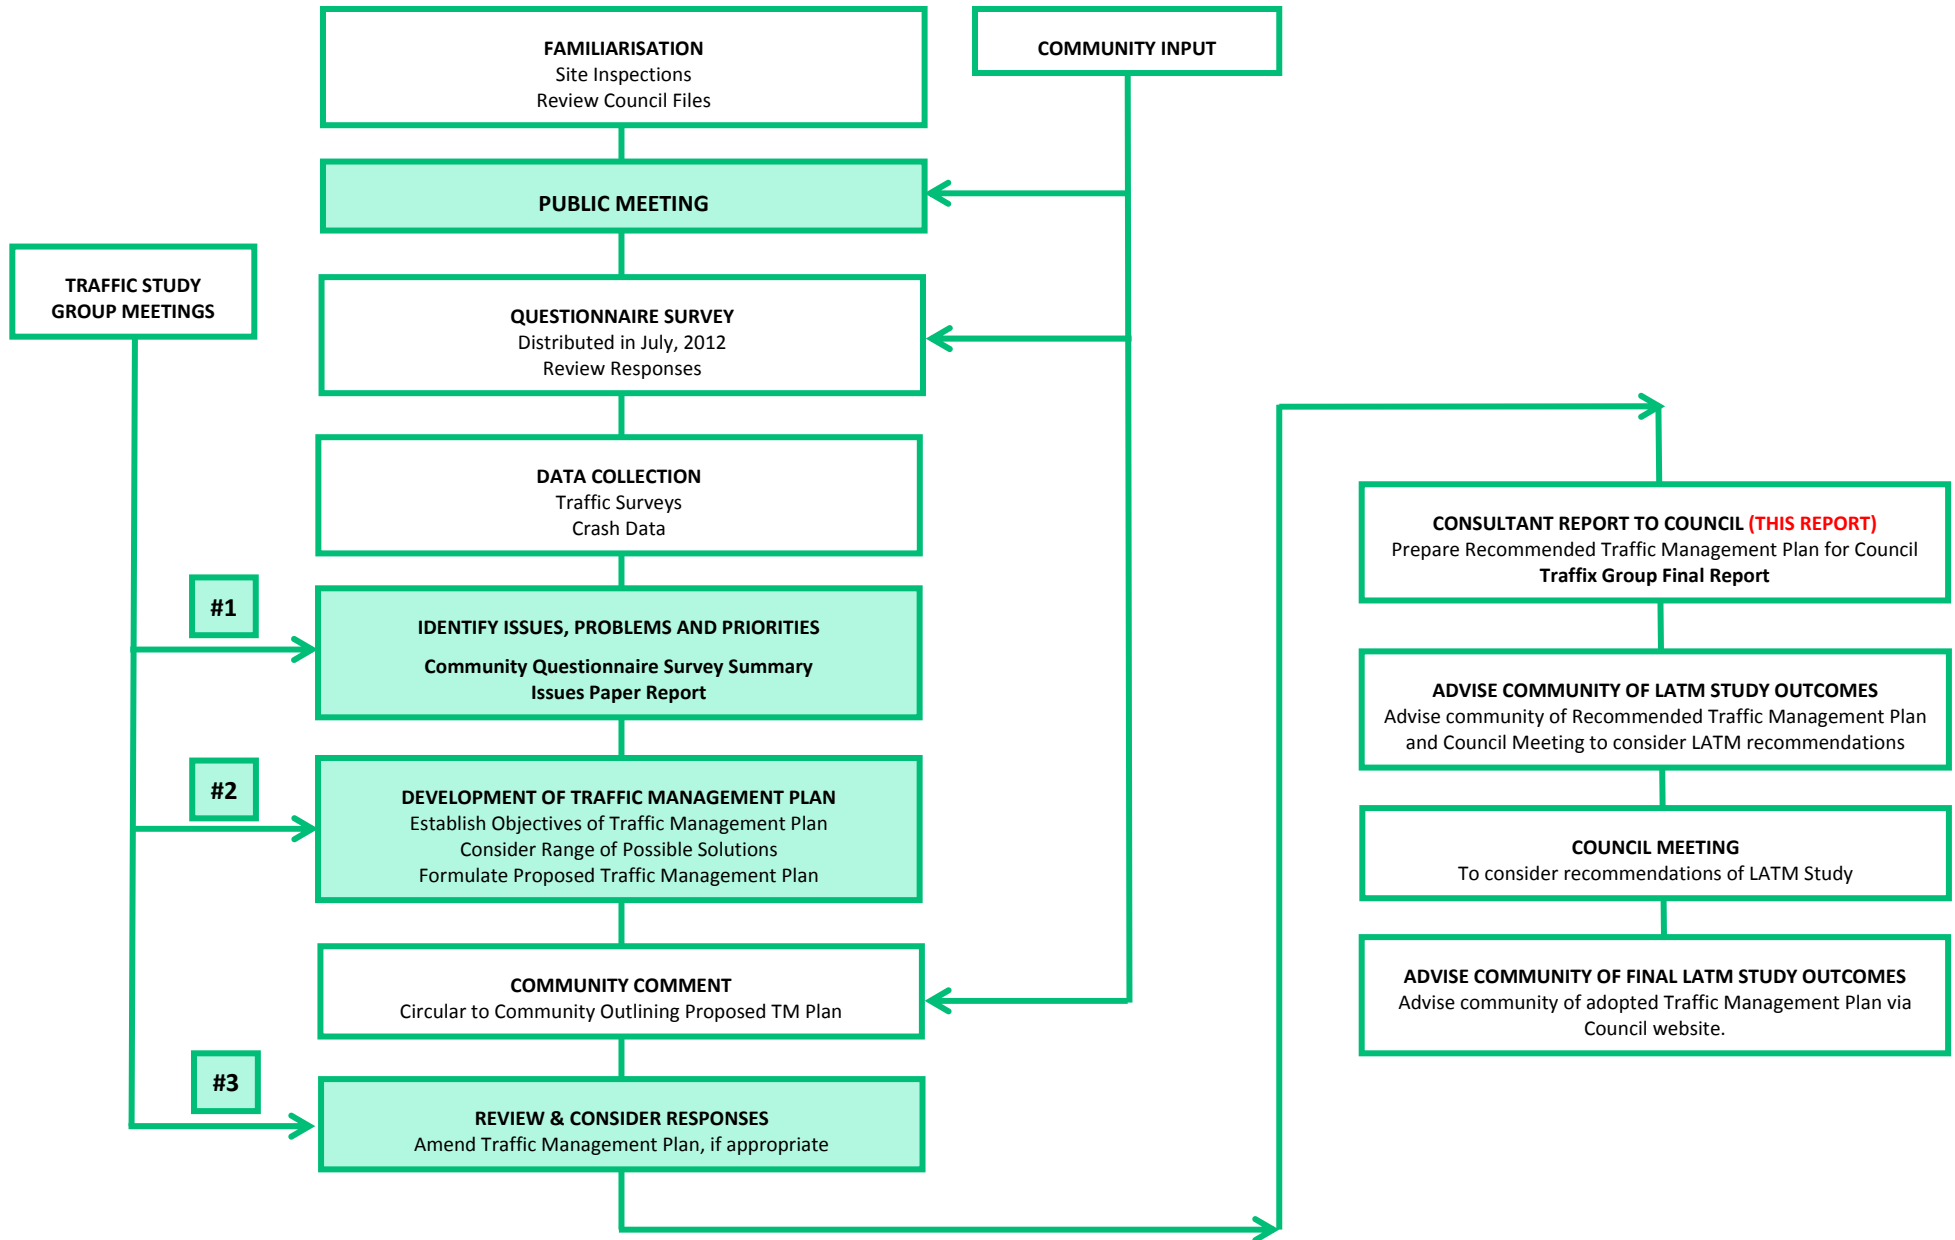 FAMILIARISATION
Site Inspections
Review Council Files
COMMUNITY INPUT
PUBLIC MEETING
TRAFFIC STUDY
GROUP MEETINGS
QUESTIONNAIRE SURVEY
Distributed in July, 2012
Review Responses
DATA COLLECTION
Traffic Surveys
Crash Data
#1
IDENTIFY ISSUES, PROBLEMS AND PRIORITIES
Community Questionnaire Survey Summary
Issues Paper Report
#2
DEVELOPMENT OF TRAFFIC MANAGEMENT PLAN
Establish Objectives of Traffic Management Plan
Consider Range of Possible Solutions
Formulate Proposed Traffic Management Plan
COMMUNITY COMMENT
Circular to Community Outlining Proposed TM Plan
#3
REVIEW & CONSIDER RESPONSES
Amend Traffic Management Plan, if appropriate
CONSULTANT REPORT TO COUNCIL (THIS REPORT)
Prepare Recommended Traffic Management Plan for Council
Traffix Group Final Report
ADVISE COMMUNITY OF LATM STUDY OUTCOMES
Advise community of Recommended Traffic Management Plan
and Council Meeting to consider LATM recommendations
COUNCIL MEETING
To consider recommendations of LATM Study
ADVISE COMMUNITY OF FINAL LATM STUDY OUTCOMES
Advise community of adopted Traffic Management Plan via
Council website.